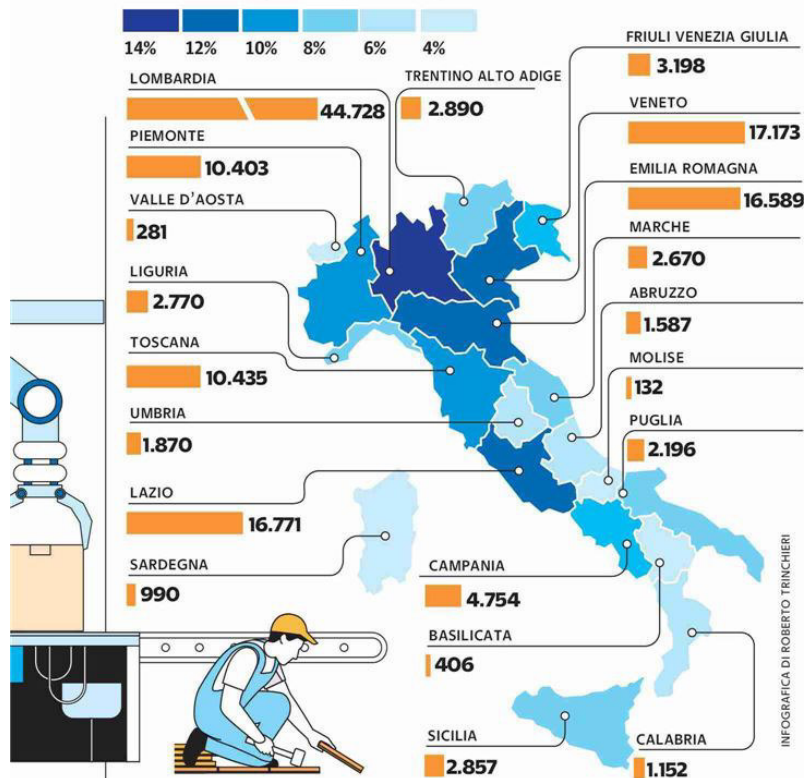 14% 12% 10% 8% 6% 4%
LOMBARDIA
44.728
PIEMONTE
10.403
VALLE D'AOSTA
281
LIGURIA
2.770
TOSCANA
10.435
UMBRIA
1.870
LAZIO
16.771
SARDEGNA
990
TRENTINO ALTO ADIGE
2.890
FRIULI VENEZIA GIULIA
3.198
VENETO
17.173
EMILIA ROMAGNA
16.589
MARCHE
2.670
ABRUZZO
1.587
MOLISE
132
PUGLIA
2.196
CAMPANIA
4.754
BASILICATA
406
SICILIA
2.857
CALABRIA
1.152
INFOGRAFICA DI ROBERTO TRINCHIERI